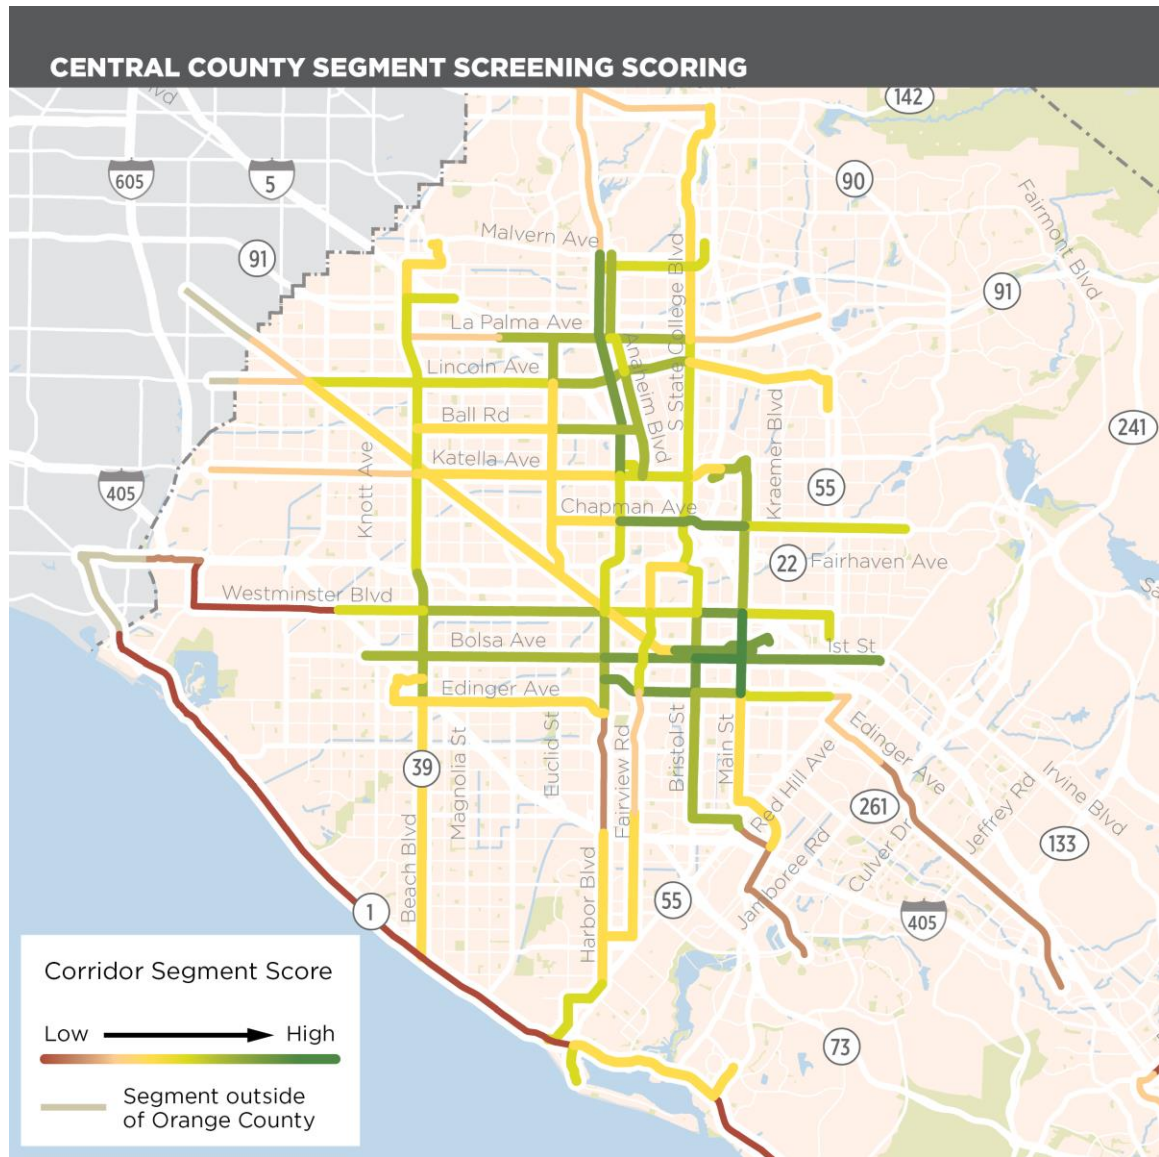 CENTRAL COUNTY SEGMENT SCREENING SCORING
142
605
5
90
Fairmont Blvd
Malvern Ave
91
S State College Blvd
91
La Palma Ave
Anaheim Blvd
Lincoln Ave
Ball Rd
Kraemer Blvd
241
Knott Ave
Katella Ave
405
55
Chapman Ave
22
Fairhaven Ave
Westminster Blvd
Bolsa Ave
1st St
Edinger Ave
Magnolia St
Euclid St
Fairview Rd
Bristol St
Main St
Red Hill Ave
Edinger Ave
39
261
Jeffrey Rd
Irvine Blvd
Culver Dr
133
Beach Blvd
Harbor Blvd
Jamboree Rd
55
1
405
Corridor Segment Score
Low
High
Segment outside
of Orange County
73